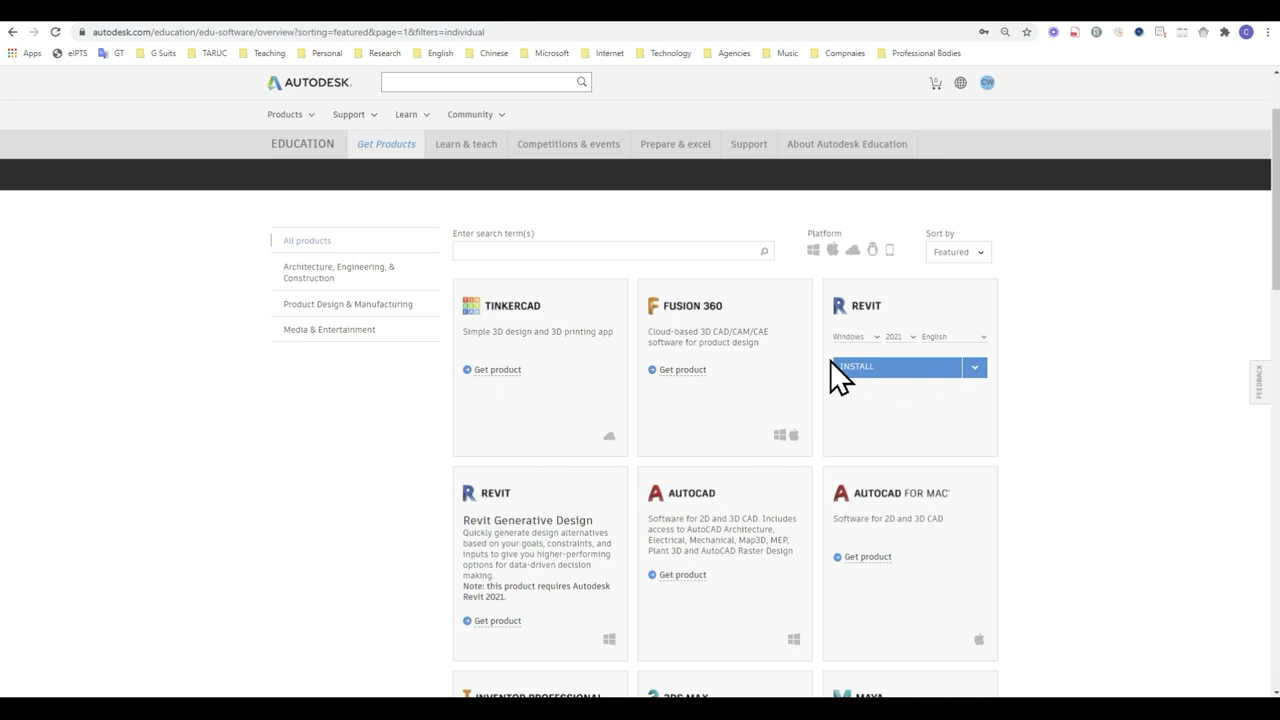 autodesk.com/education/edu-software/overview?sorting=featured&page=1&filters=individual
Apps eIPTS GT G Suits TARUC Teaching Personal Research English Chinese Microsoft Internet Technology Agencies Music Compnaies Professional Bodies
AUTODESK. 0 CW
Products Support Learn Community
EDUCATION Get Products Learn & teach Competitions & events Prepare & excel Support About Autodesk Education
All products
Architecture, Engineering, &
Construction
Product Design & Manufacturing
Media & Entertainment
Enter search term(s)
Platform
Sort by
Featured
TINKERCAD
Simple 3D design and 3D printing app
Get product
FUSION 360
Cloud-based 3D CAD/CAM/CAE
software for product design
Get product
REVIT
Windows 2021 English
INSTALL
REVIT
Revit Generative Design
Quickly generate design alternatives
based on your goals, constraints, and
inputs to give you higher-performing
options for data-driven decision
making.
Note: this product requires Autodesk
Revit 2021.
Get product
AUTOCAD
Software for 2D and 3D CAD. Includes
access to AutoCAD Architecture,
Electrical, Mechanical, Map3D, MEP,
Plant 3D and AutoCAD Raster Design
Get product
AUTOCAD FOR MAC®
Software for 2D and 3D CAD
Get product
INVENTOR PROFESSIONAL
3DS MAX
MAYA
FEEDBACK